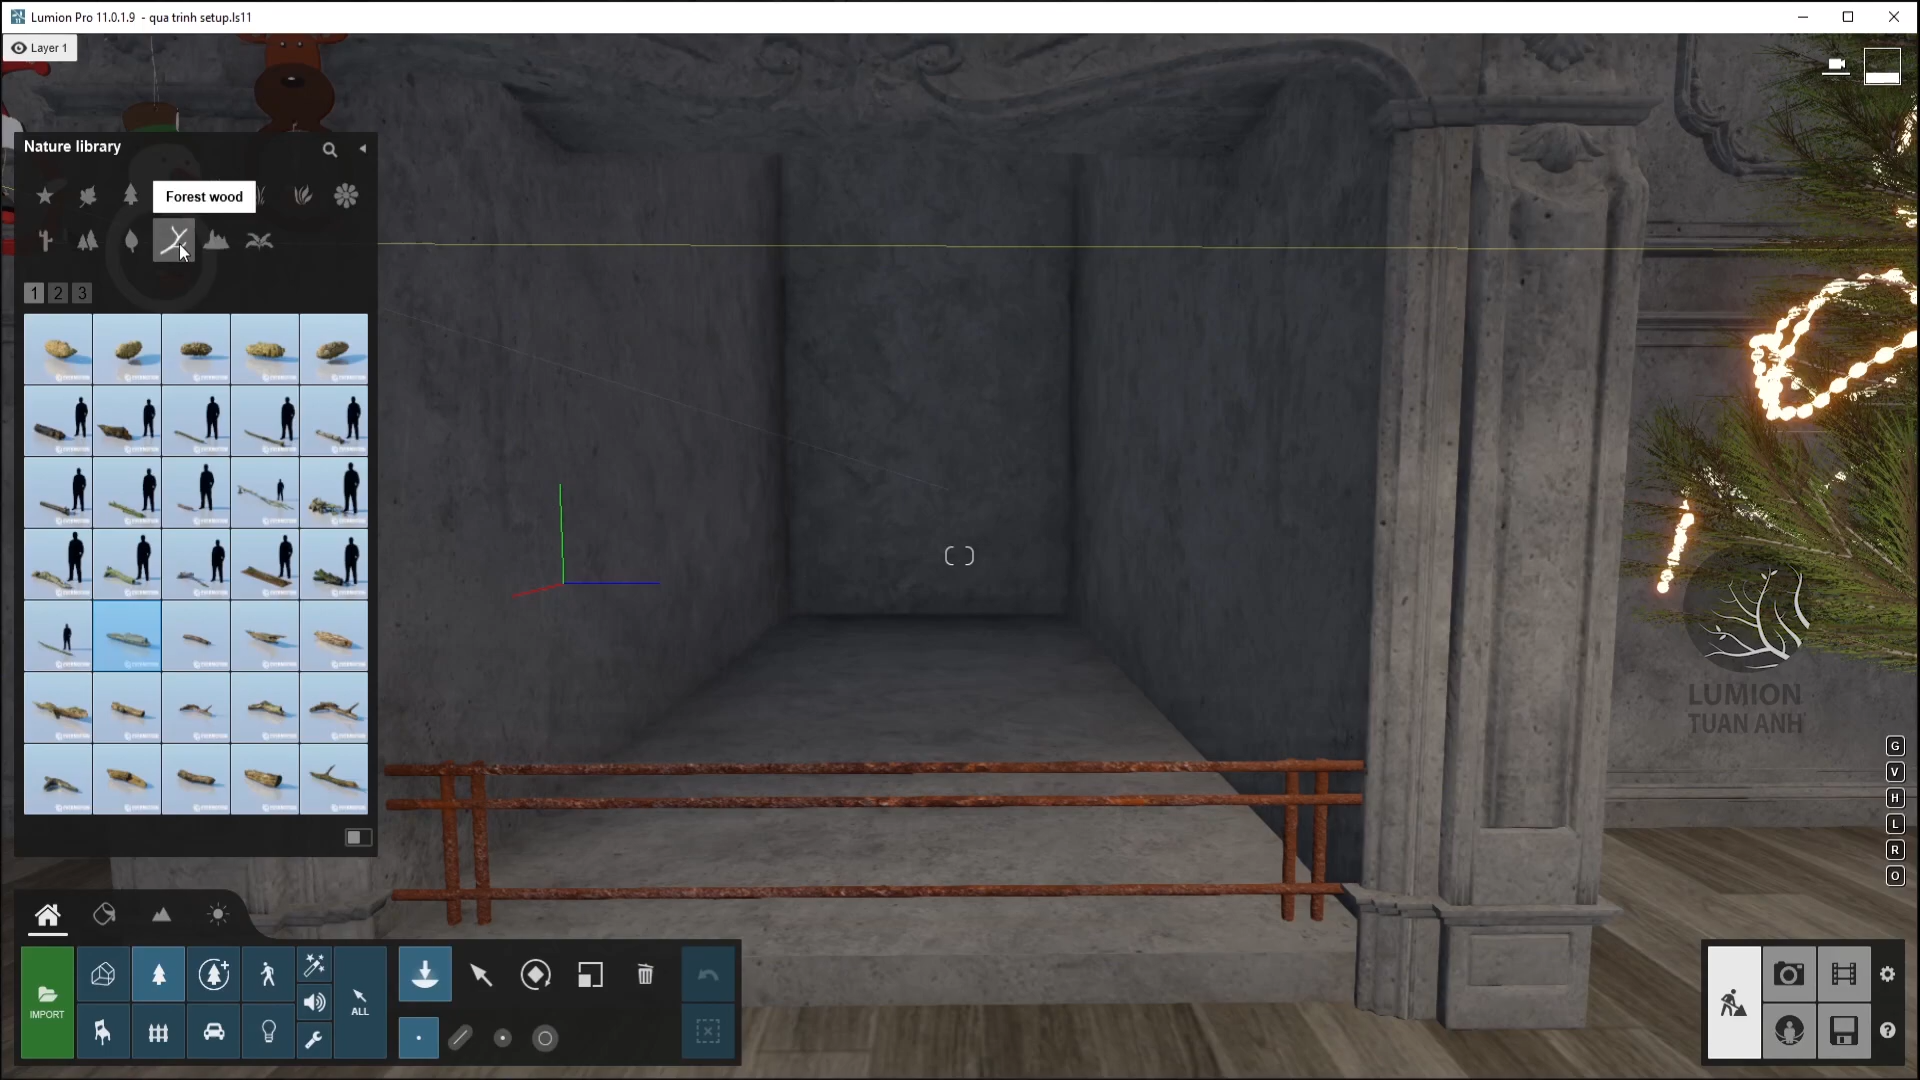 Lumion Pro 11.0.1.9 - qua trinh setup.ls11
Layer 1
Nature library
Forest wood
1 2 3
LUMION
TUAN ANH
G
V
H
L
R
O
IMPORT
ALL
?